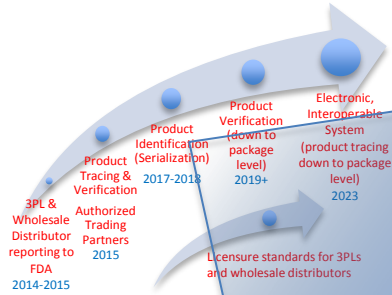 3PL &
Wholesale
Distributor
reporting to
FDA
2014-2015
Product
Tracing &
Verification
Authorized
Trading
Partners
2015
Product
Identification
(Serialization)
2017-2018
Product
Verification
(down to
package
level)
2019+
Electronic,
Interoperable
System
(product tracing
down to package
level)
2023
Licensure standards for 3PLs
and wholesale distributors